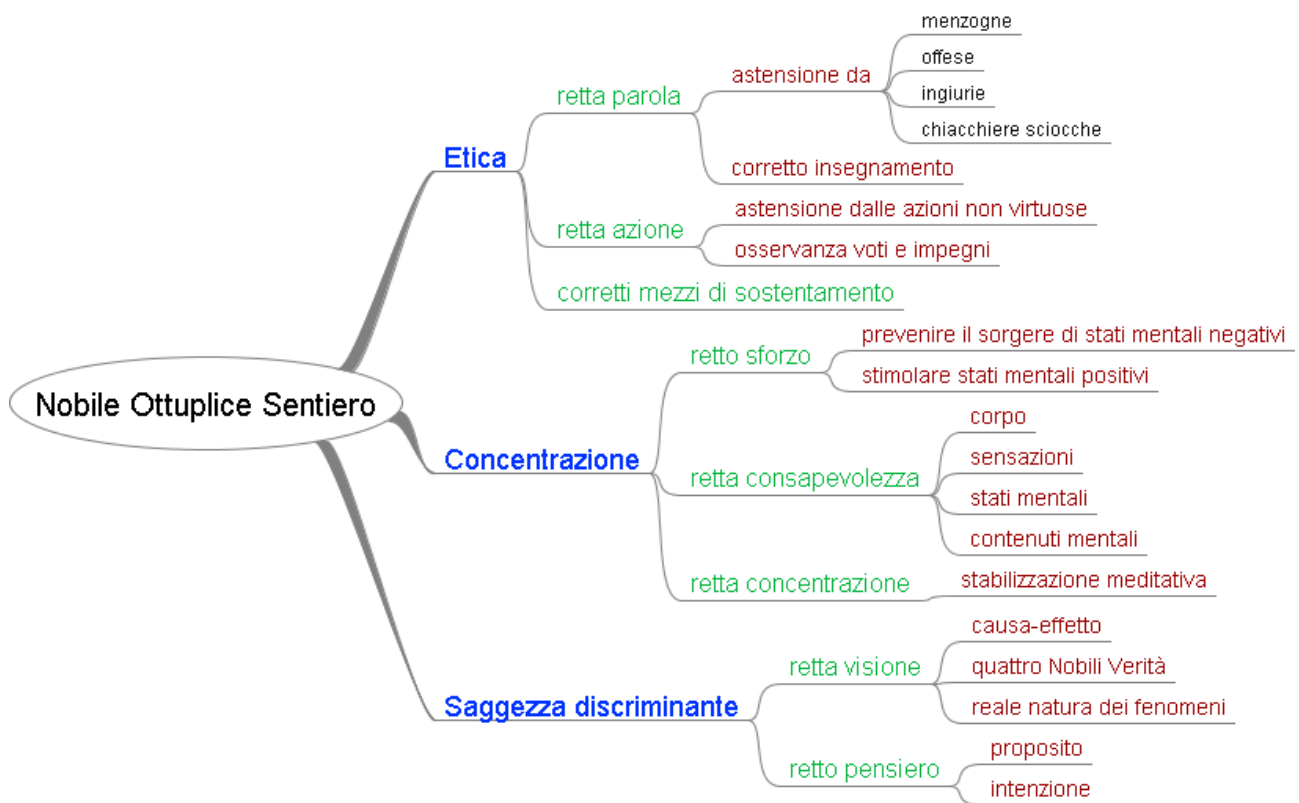 Nobile Ottuplice Sentiero
Etica
retta parola
astensione da
menzogne
offese
ingiurie
chiacchiere sciocche
corretto insegnamento
retta azione
astensione dalle azioni non virtuose
osservanza voti e impegni
corretti mezzi di sostentamento
Concentrazione
retto sforzo
prevenire il sorgere di stati mentali negativi
stimolare stati mentali positivi
retta consapevolezza
corpo
sensazioni
stati mentali
contenuti mentali
retta concentrazione
stabilizzazione meditativa
Saggezza discriminante
retta visione
causa-effetto
quattro Nobili Verità
reale natura dei fenomeni
retto pensiero
proposito
intenzione